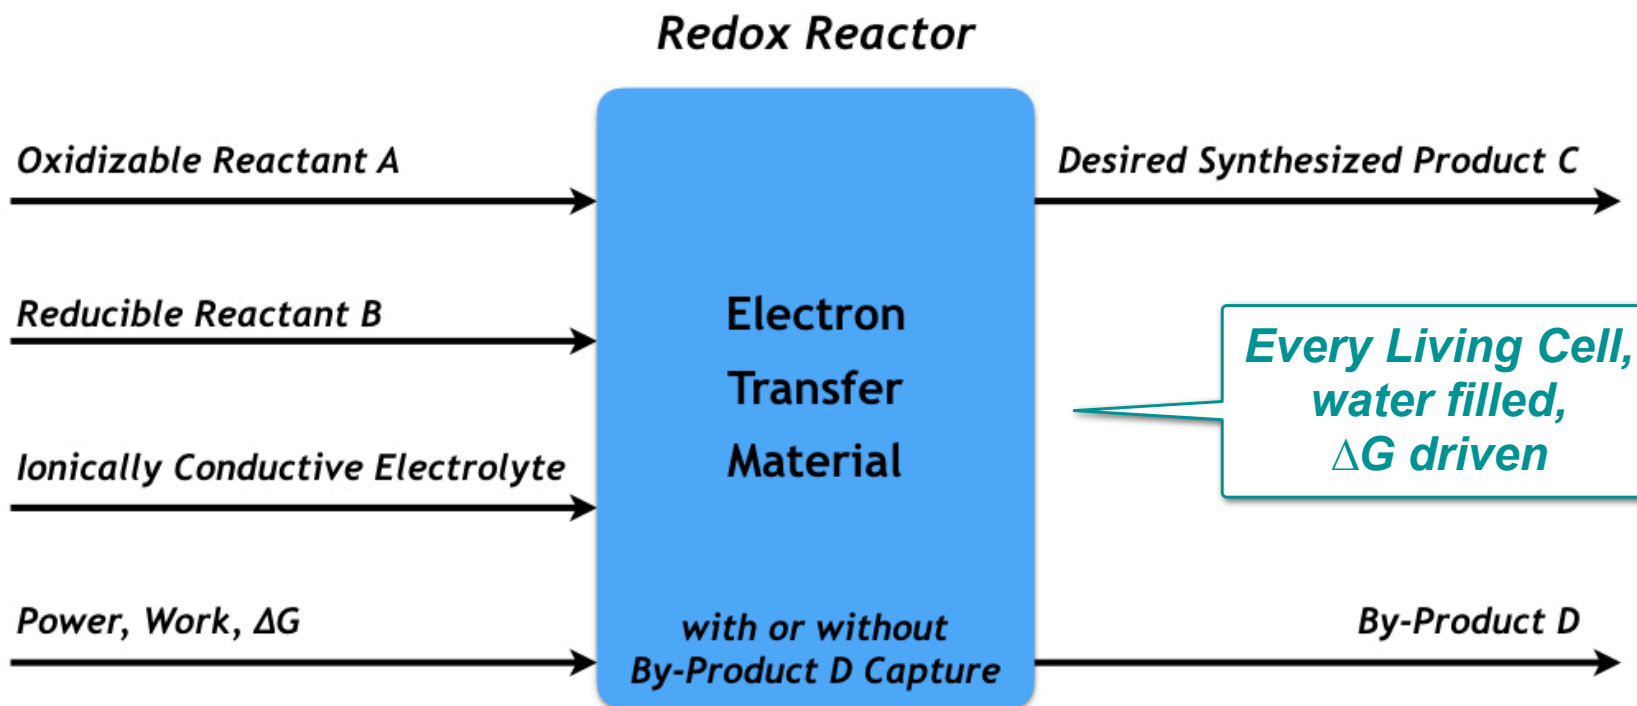 Redox Reactor
Oxidizable Reactant A
Reducible Reactant B
Ionically Conductive Electrolyte
Power, Work, ΔG
Electron
Transfer
Material
with or without
By-Product D Capture
Desired Synthesized Product C
Every Living Cell,
water filled,
∆G driven
By-Product D